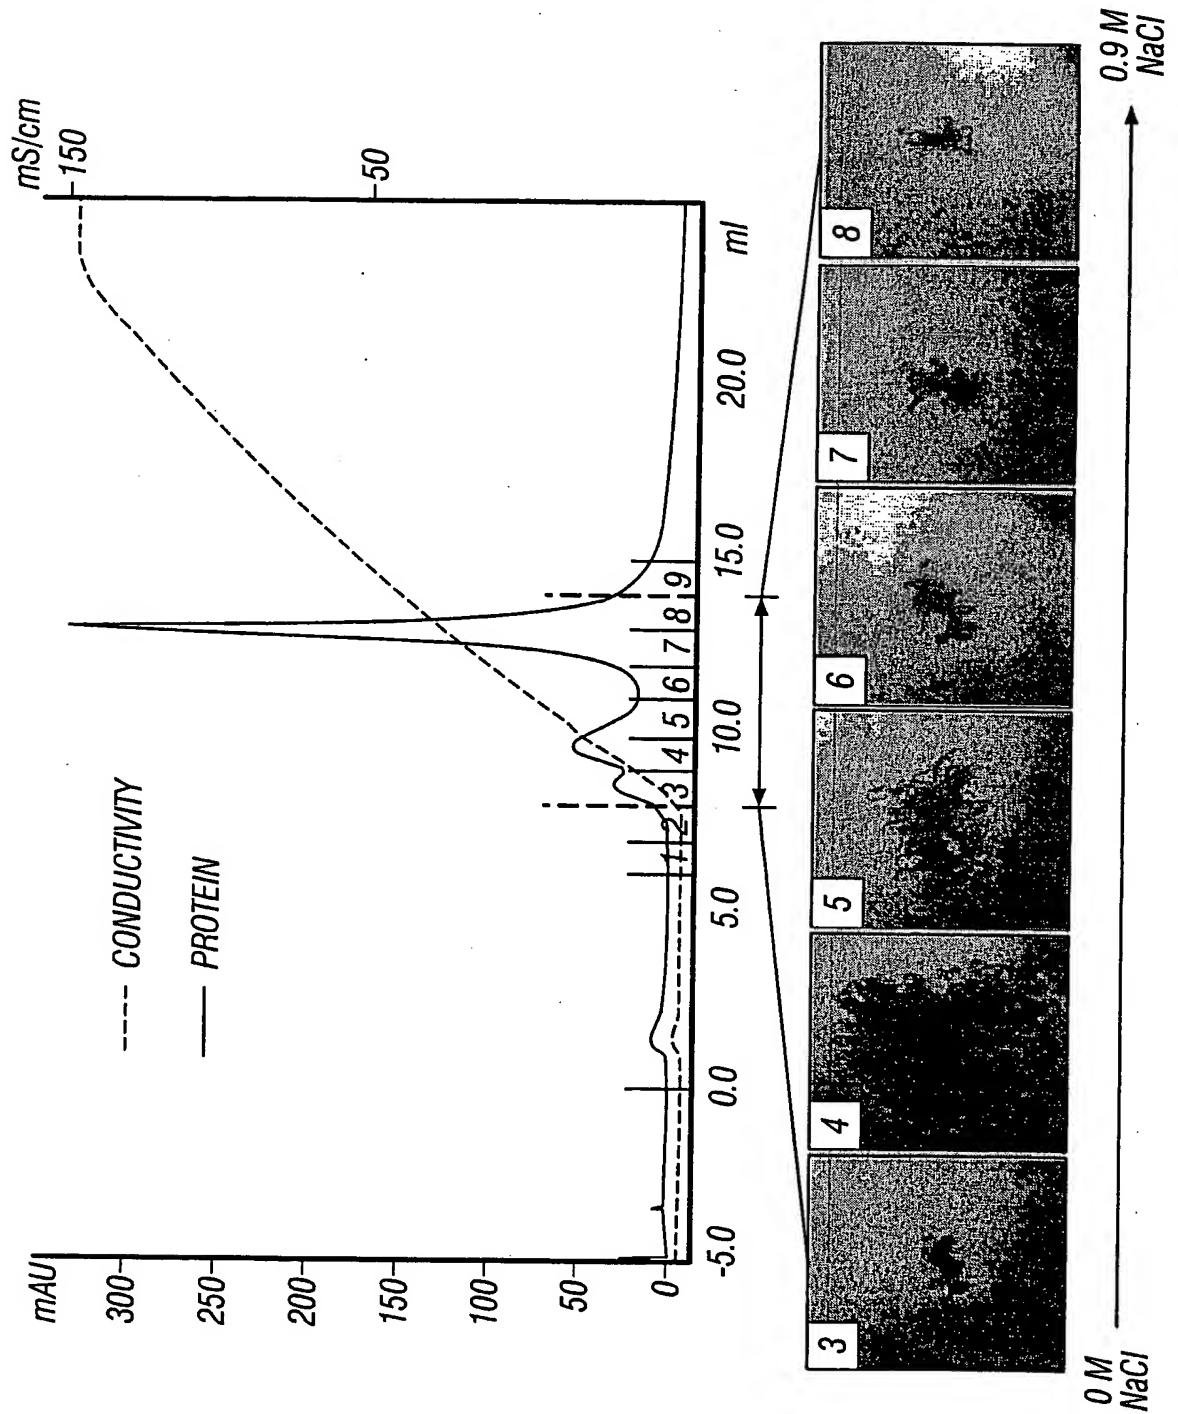 mAU
300
250
200
150
100
50
0
--- CONDUCTIVITY
— PROTEIN
mS/cm
150
50
1 2 3 4 5 6 7 8 9
-5.0 0.0 5.0 10.0 15.0 20.0 ml
3 4 5 6 7 8
0 M
NaCl
0.9 M
NaCl